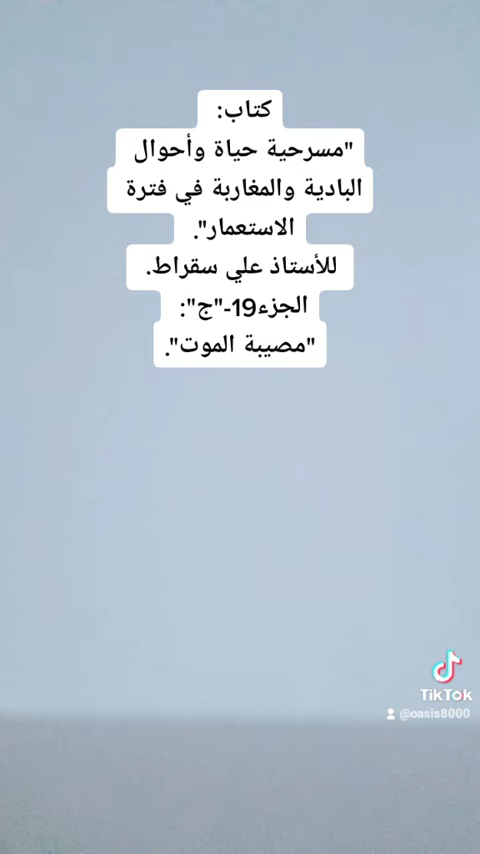 كتاب:
"مسرحية حياة وأحوال
البادية والمغاربة في فترة
الاستعمار".
للأستاذ علي سقراط.
الجزء19-"ج":
"مصيبة الموت".
TikTok
@oasis8000